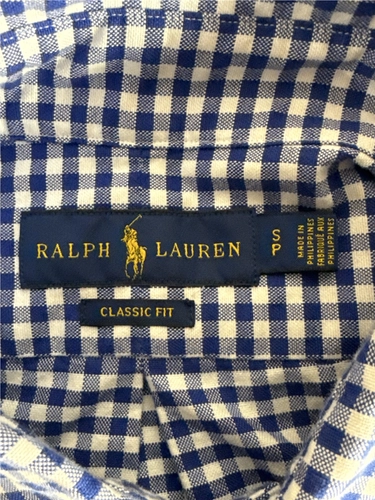 RALPH LAUREN
S
P
MADE IN
PHILIPPINES
FABRIQUÉ AUX
PHILIPPINES
CLASSIC FIT